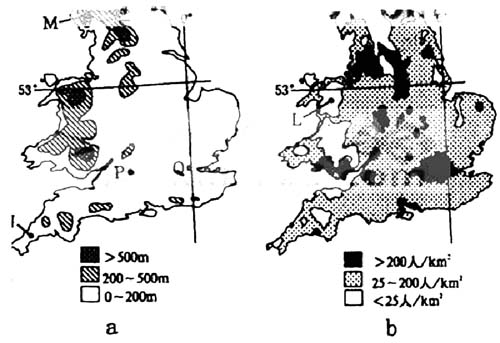 M
53°
P
Q
I
>500m
200~500m
0~200m
a
53°
L
>200人/km²
25~200人/km²
<25人/km²
b